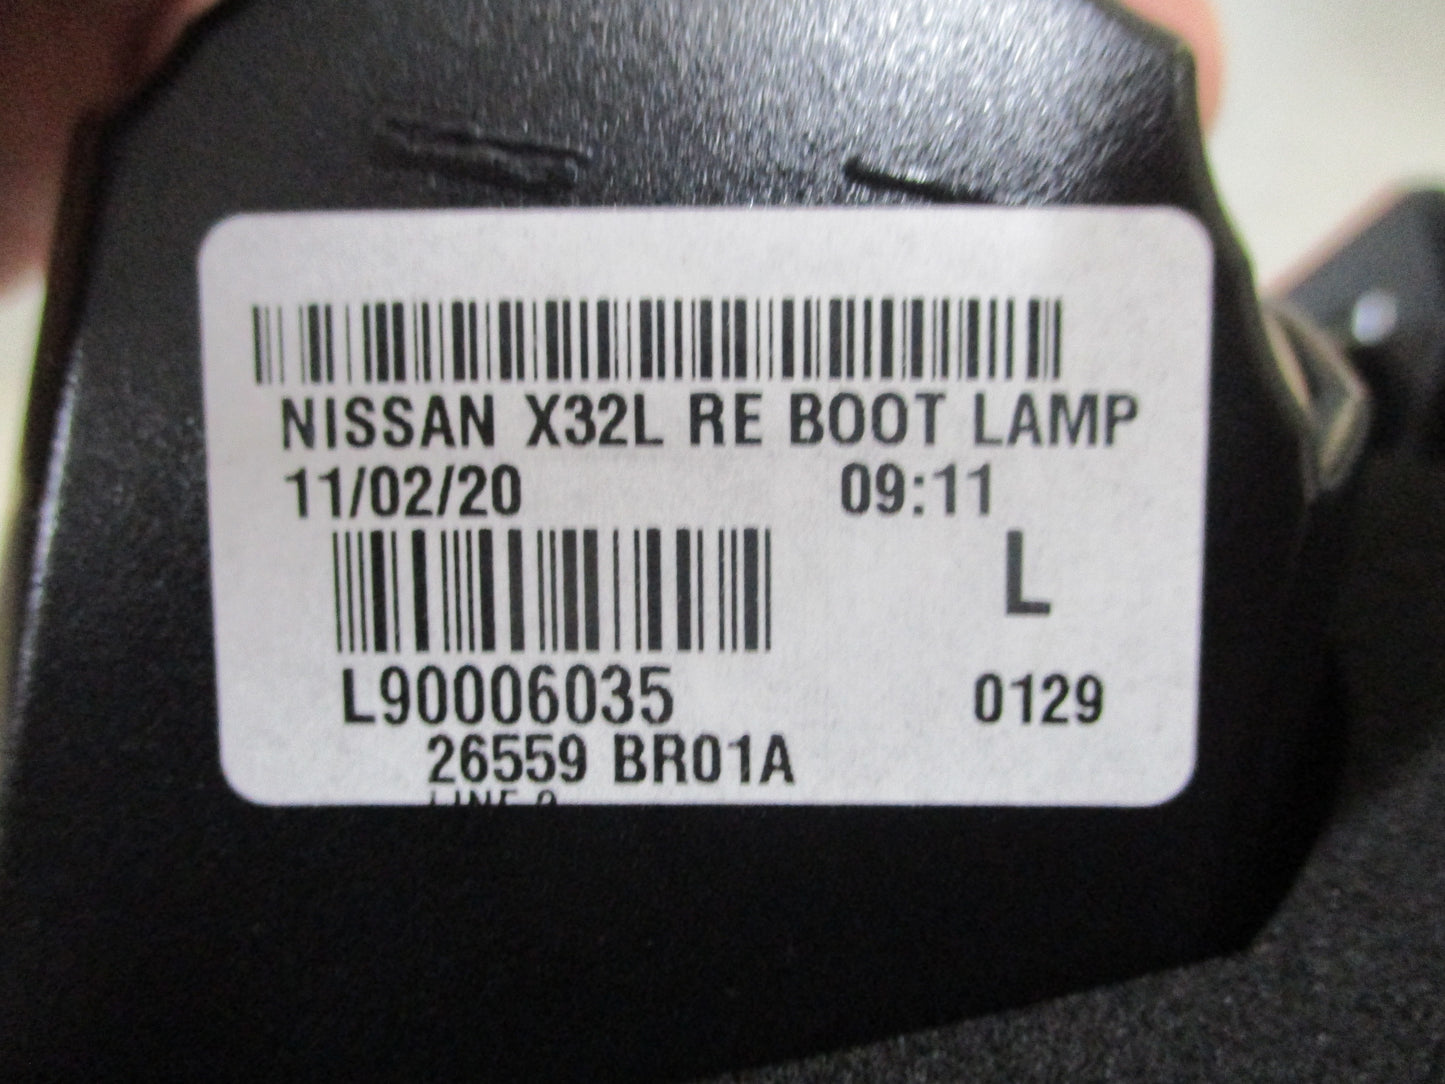 NISSAN X32L RE BOOT LAMP
11/02/20 09:11
L
L90006035 0129
26559 BR01A